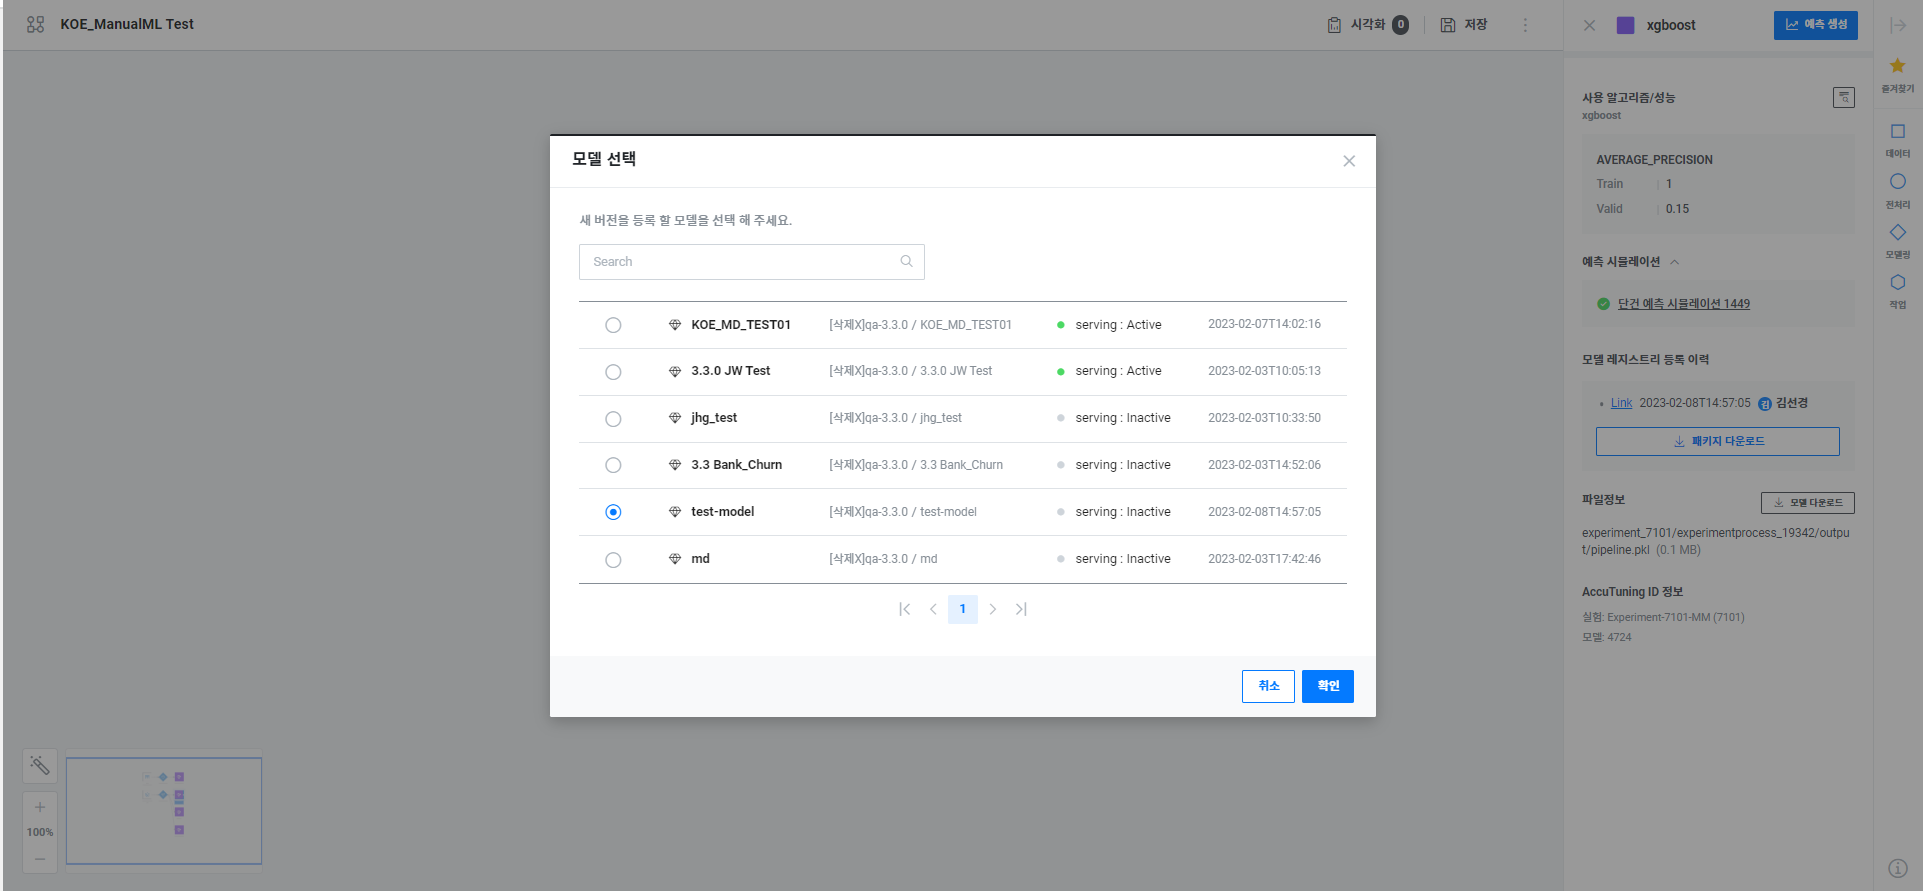 KOE_ManualML Test
시각화 0
저장
xgboost
예측 생성
즐겨찾기
데이터
전처리
모델링
작업
사용 알고리즘/성능
xgboost
AVERAGE_PRECISION
Train 1
Valid 0.15
예측 시뮬레이션
단건 예측 시뮬레이션 1449
모델 레지스트리 등록 이력
Link 2023-02-08T14:57:05 김 김선경
패키지 다운로드
파일정보
모델 다운로드
experiment_7101/experimentprocess_19342/outpu
t/pipeline.pkl (0.1 MB)
AccuTuning ID 정보
실험: Experiment-7101-MM (7101)
모델: 4724
모델 선택
새 버전을 등록 할 모델을 선택 해 주세요.
Search
KOE_MD_TEST01 [삭제X]qa-3.3.0 / KOE_MD_TEST01 serving : Active 2023-02-07T14:02:16
3.3.0 JW Test [삭제X]qa-3.3.0 / 3.3.0 JW Test serving : Active 2023-02-03T10:05:13
jhg_test [삭제X]qa-3.3.0 / jhg_test serving : Inactive 2023-02-03T10:33:50
3.3 Bank_Churn [삭제X]qa-3.3.0 / 3.3 Bank_Churn serving : Inactive 2023-02-03T14:52:06
test-model [삭제X]qa-3.3.0 / test-model serving : Inactive 2023-02-08T14:57:05
md [삭제X]qa-3.3.0 / md serving : Inactive 2023-02-03T17:42:46
1
취소
확인
100%